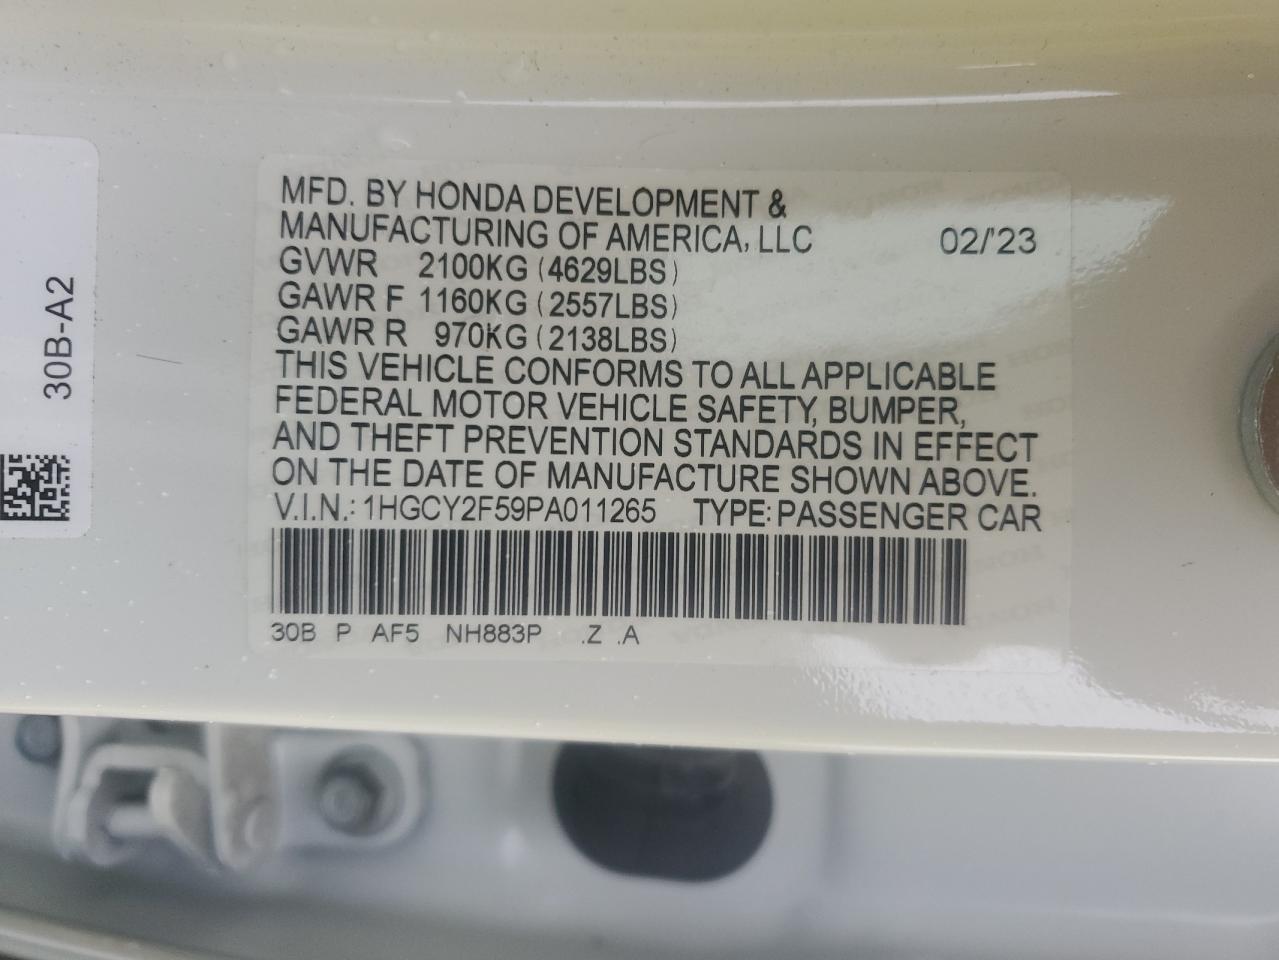 MFD. BY HONDA DEVELOPMENT &
MANUFACTURING OF AMERICA, LLC 02/'23
GVWR 2100KG (4629LBS)
GAWR F 1160KG (2557LBS)
GAWR R 970KG (2138LBS)
THIS VEHICLE CONFORMS TO ALL APPLICABLE
FEDERAL MOTOR VEHICLE SAFETY, BUMPER,
AND THEFT PREVENTION STANDARDS IN EFFECT
ON THE DATE OF MANUFACTURE SHOWN ABOVE.
V.I.N.: 1HGCY2F59PA011265 TYPE: PASSENGER CAR
30B P AF5 NH883P .Z .A
30B-A2